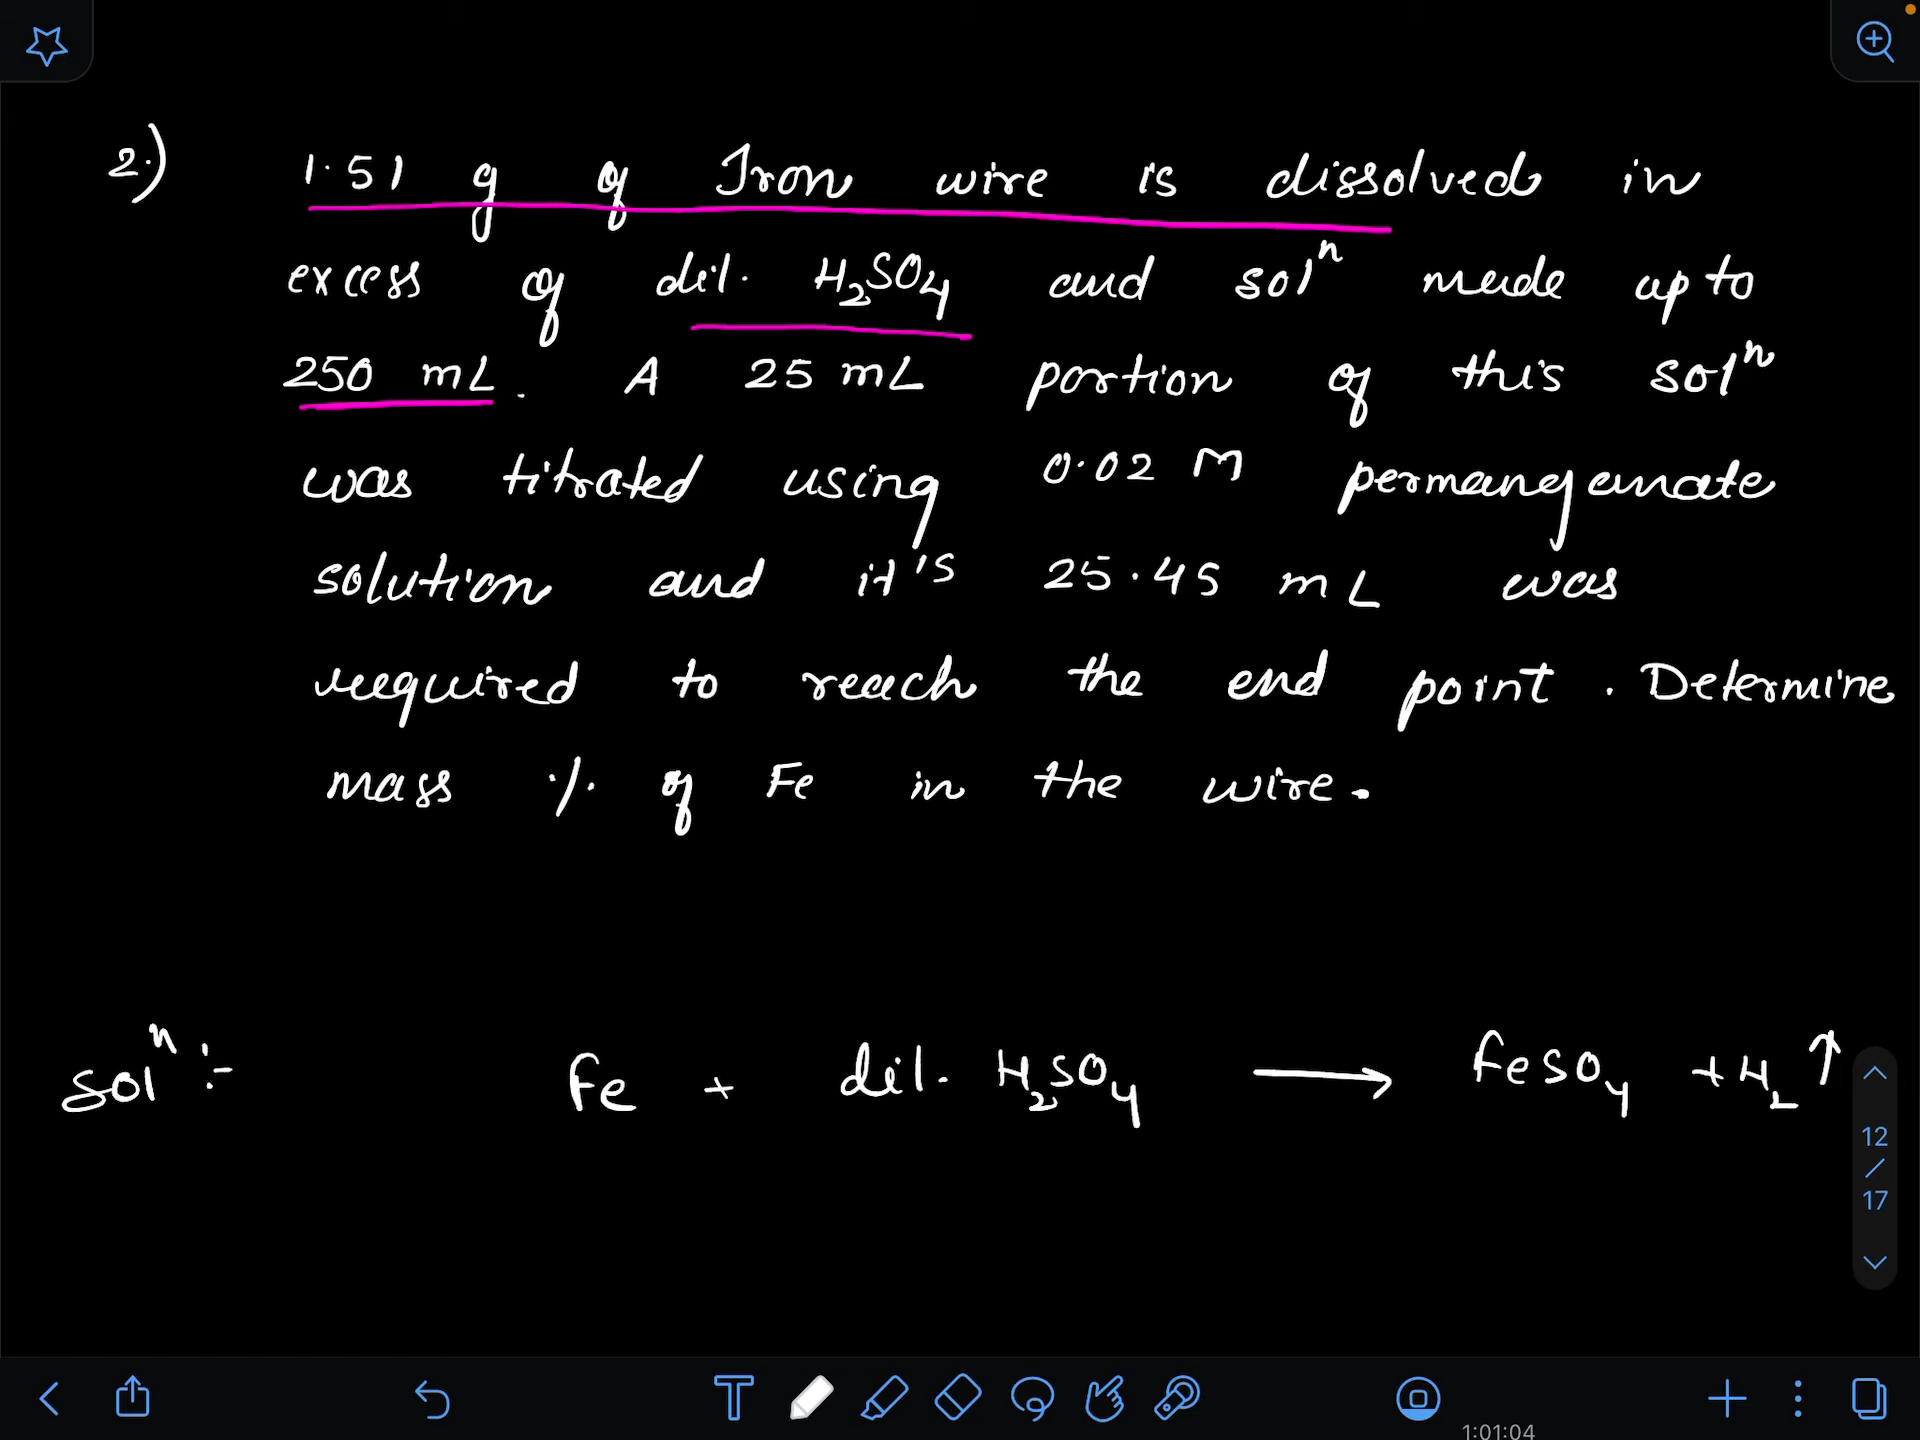 2.) 1.51 g of Iron wire is dissolved in
excess of dil. H₂SO₄ and solⁿ made up to
250 mL. A 25 mL portion of this solⁿ
was titrated using 0.02 M permanganate
solution and it's 25.45 mL was
required to reach the end point. Determine
mass % of Fe in the wire.
solⁿ :- Fe + dil. H₂SO₄ ⟶ FeSO₄ + H₂ ↑
12
/
17
T
1:01:04